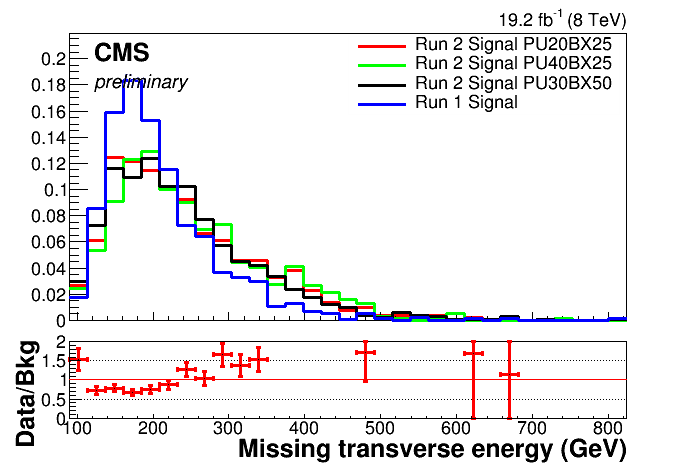 19.2 fb⁻¹ (8 TeV)
CMS
preliminary
Run 2 Signal PU20BX25
Run 2 Signal PU40BX25
Run 2 Signal PU30BX50
Run 1 Signal
0.2
0.18
0.16
0.14
0.12
0.1
0.08
0.06
0.04
0.02
0
Data/Bkg
2
1.5
1
0.5
0
100 200 300 400 500 600 700 800
Missing transverse energy (GeV)